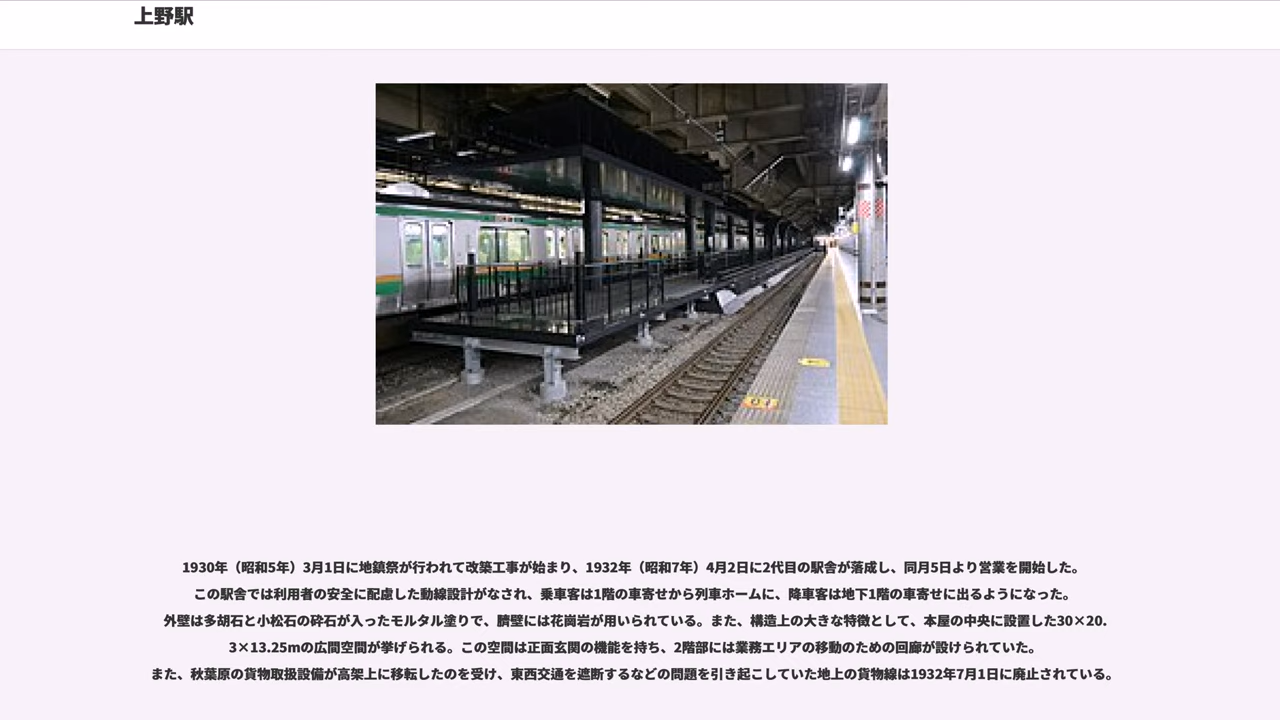 上野駅
1930年（昭和5年）3月1日に地鎮祭が行われて改築工事が始まり、1932年（昭和7年）4月2日に2代目の駅舎が落成し、同月5日より営業を開始した。
この駅舎では利用者の安全に配慮した動線設計がなされ、乗車客は1階の車寄せから列車ホームに、降車客は地下1階の車寄せに出るようになった。
外壁は多胡石と小松石の砕石が入ったモルタル塗りで、臍壁には花崗岩が用いられている。また、構造上の大きな特徴として、本屋の中央に設置した30×20.
3×13.25mの広間空間が挙げられる。この空間は正面玄関の機能を持ち、2階部には業務エリアの移動のための回廊が設けられていた。
また、秋葉原の貨物取扱設備が高架上に移転したのを受け、東西交通を遮断するなどの問題を引き起こしていた地上の貨物線は1932年7月1日に廃止されている。